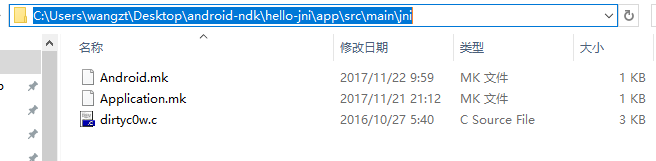 C:\Users\wangzt\Desktop\android-ndk\hello-jni\app\src\main\jni
名称 修改日期 类型 大小
Android.mk 2017/11/22 9:59 MK 文件 1 KB
Application.mk 2017/11/21 21:12 MK 文件 1 KB
dirtyc0w.c 2016/10/27 5:40 C Source File 3 KB